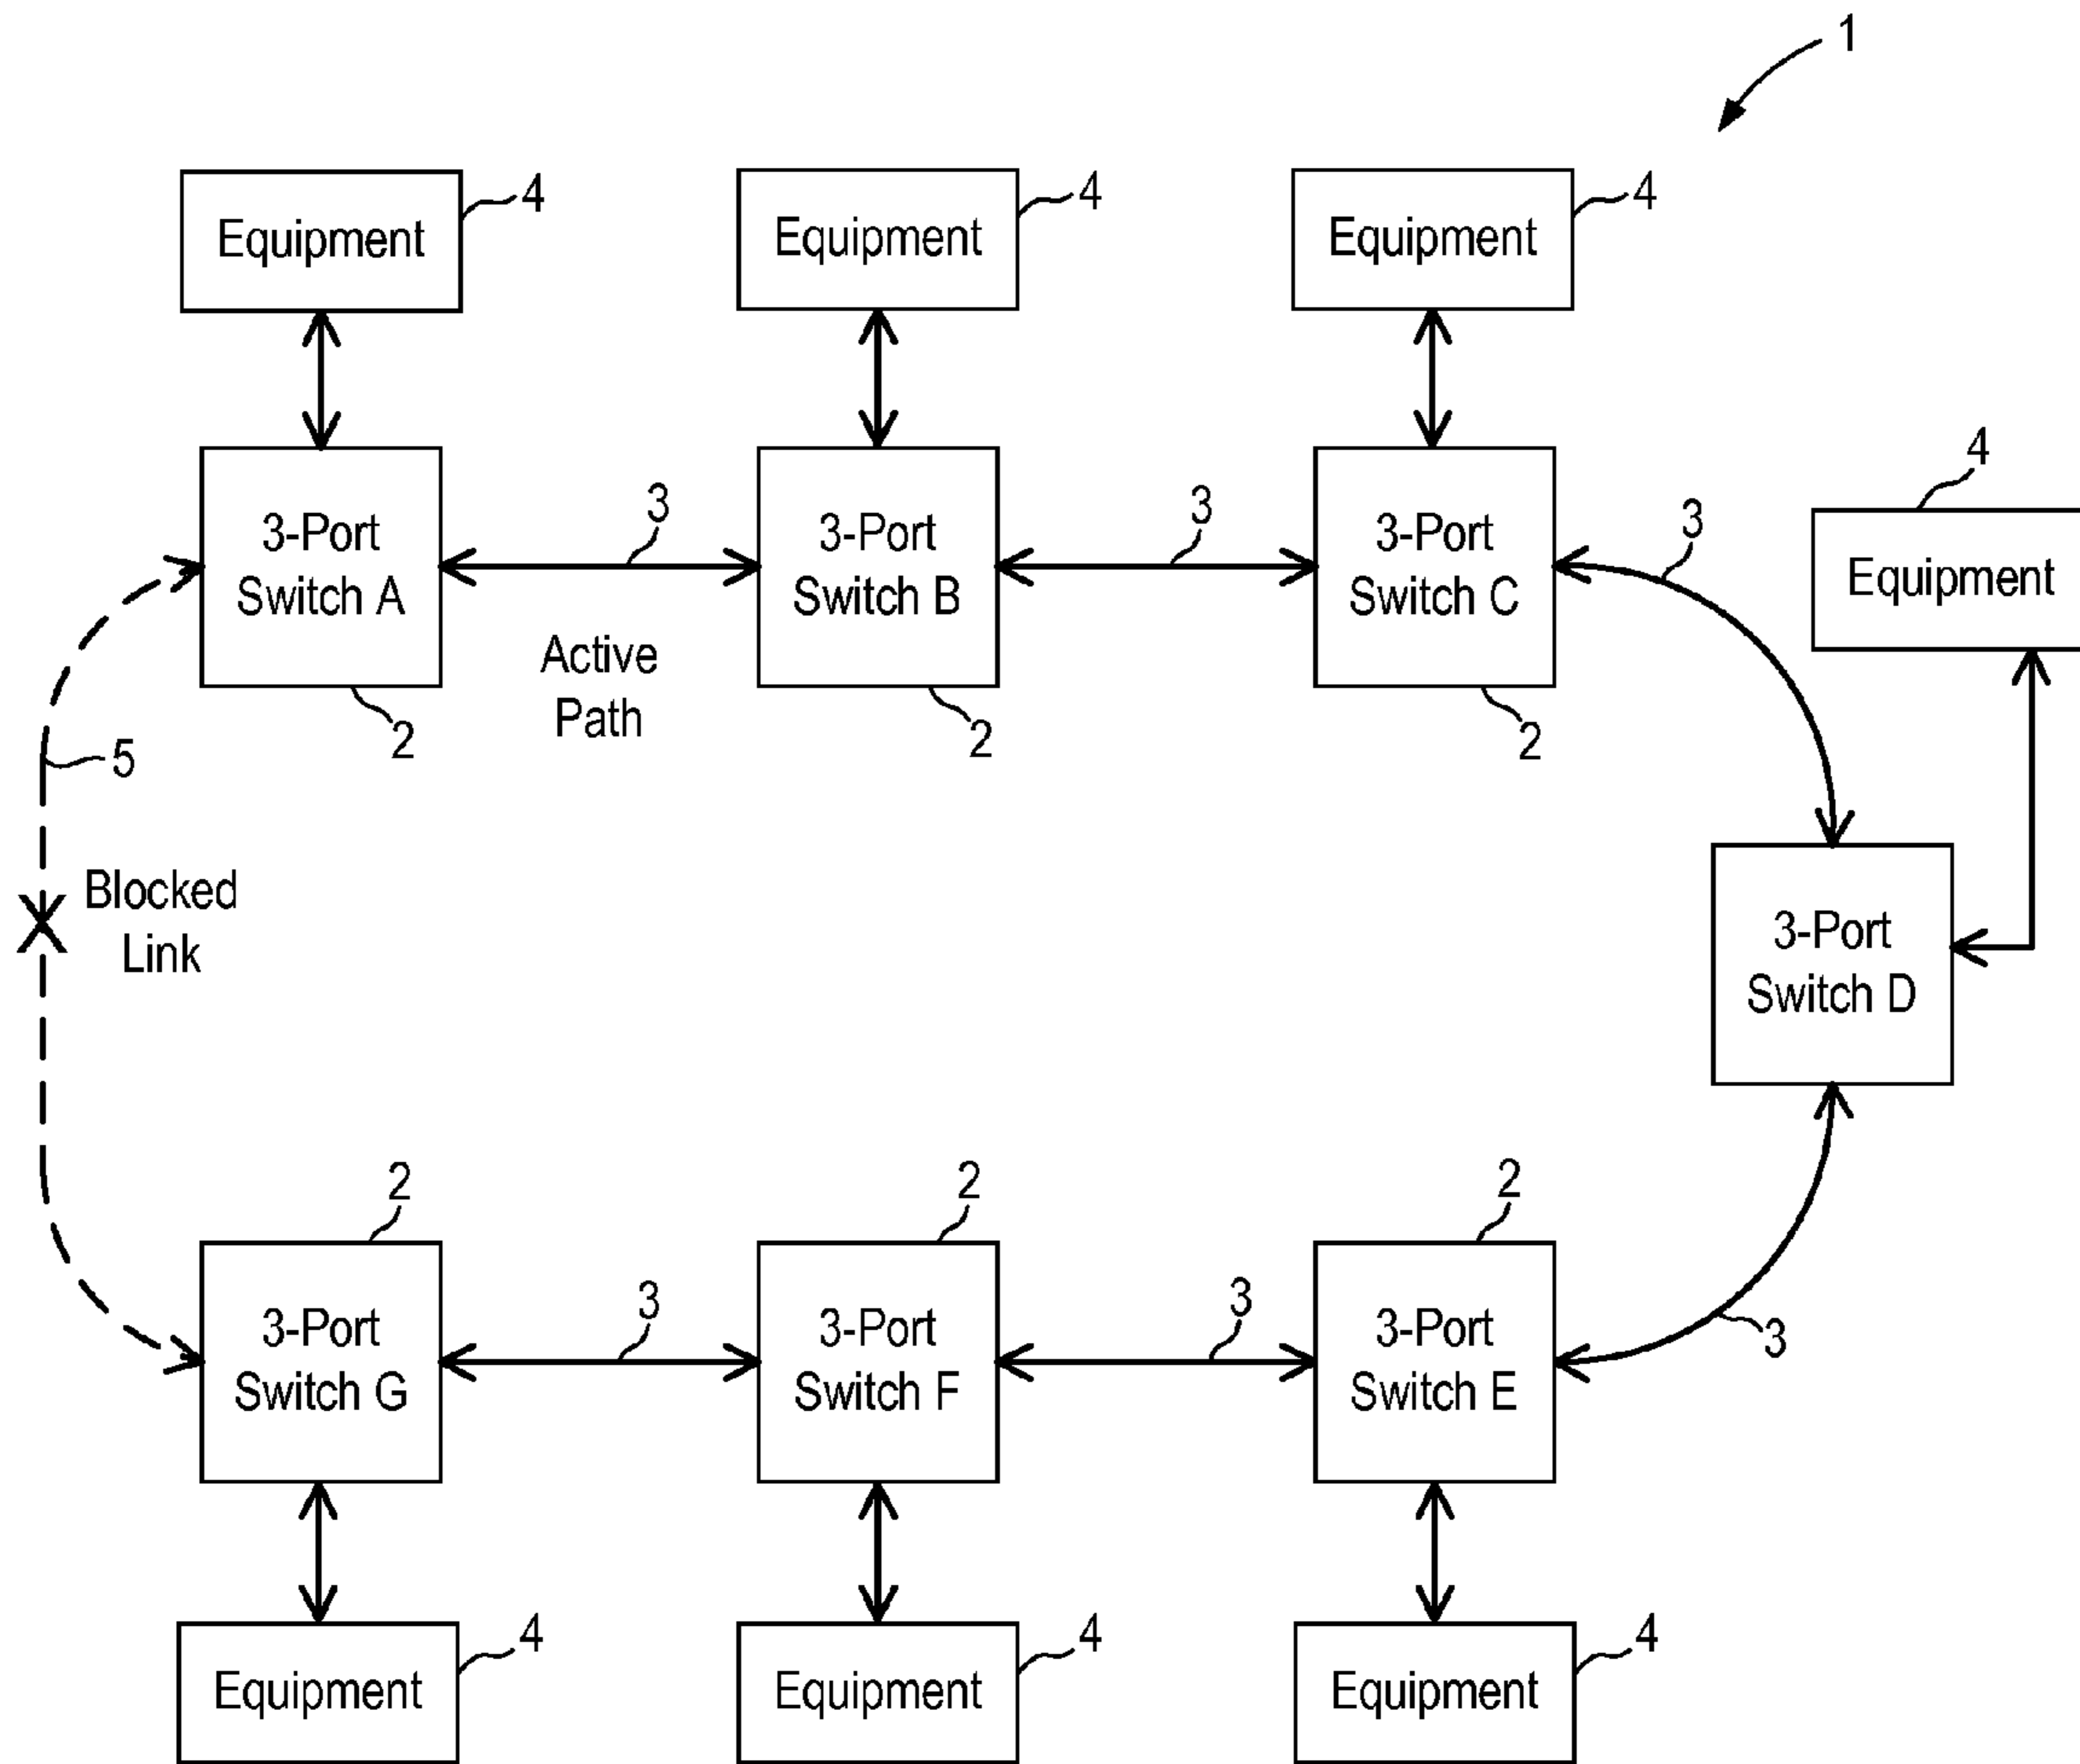 1
4
Equipment
4
Equipment
4
Equipment
3-Port
Switch A
2
3
Active
Path
3-Port
Switch B
2
3
3-Port
Switch C
2
3
4
Equipment
5
Blocked
Link
3-Port
Switch D
2
3-Port
Switch G
3
2
3-Port
Switch F
3
2
3-Port
Switch E
3
Equipment
4
Equipment
4
Equipment
4